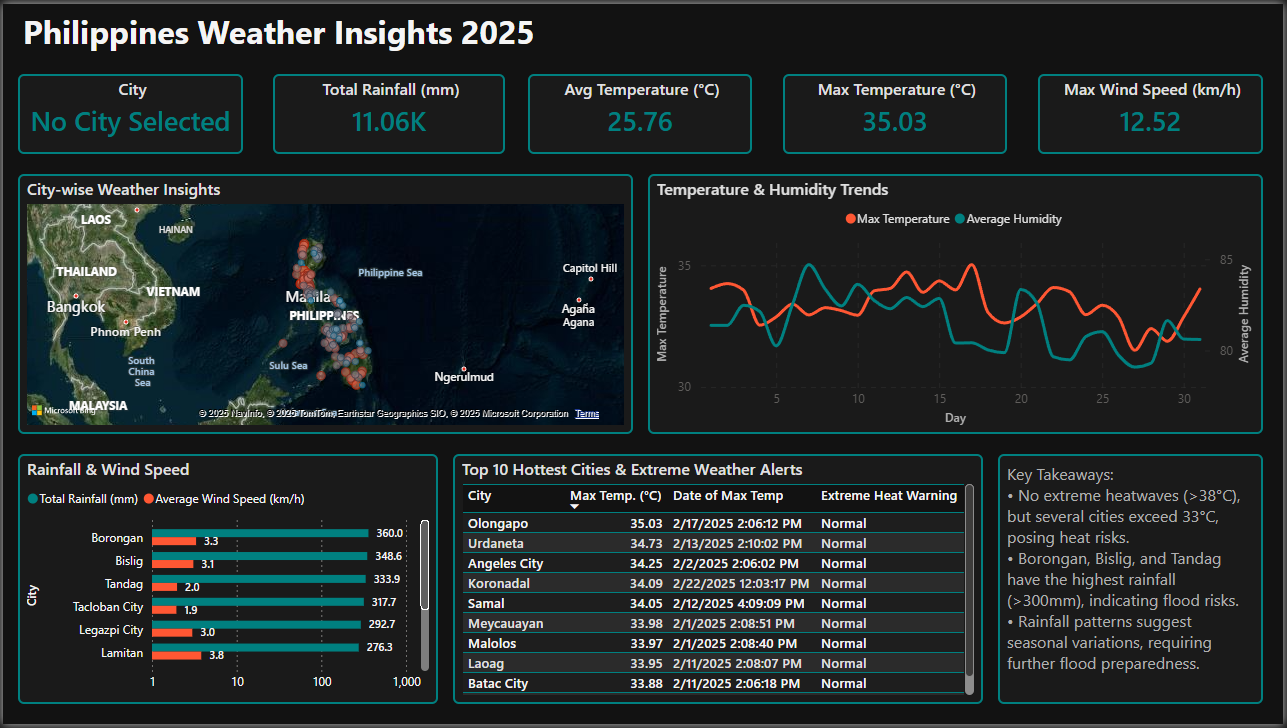 Philippines Weather Insights 2025
City
No City Selected
Total Rainfall (mm)
11.06K
Avg Temperature (°C)
25.76
Max Temperature (°C)
35.03
Max Wind Speed (km/h)
12.52
City-wise Weather Insights
LAOS
HAINAN
THAILAND
Bangkok
VIETNAM
Phnom Penh
South
China
Sea
MALAYSIA
Manila
PHILIPPINES
Philippine Sea
Sulu Sea
Capitol Hill
Agaña
Agana
Ngerulmud
Microsoft Bing
© 2025 NavInfo, © 2025 TomTom, Earthstar Geographics SIO, © 2025 Microsoft Corporation Terms
Temperature & Humidity Trends
Max Temperature Average Humidity
Max Temperature
35
30
85
80
Average Humidity
5 10 15 20 25 30
Day
Rainfall & Wind Speed
Total Rainfall (mm) Average Wind Speed (km/h)
City
Borongan 360.0
3.3
Bislig 348.6
3.1
Tandag 333.9
2.0
Tacloban City 317.7
1.9
Legazpi City 292.7
3.0
Lamitan 276.3
3.8
1 10 100 1,000
Top 10 Hottest Cities & Extreme Weather Alerts
City Max Temp. (°C) Date of Max Temp Extreme Heat Warning
Olongapo 35.03 2/17/2025 2:06:12 PM Normal
Urdaneta 34.73 2/13/2025 2:10:02 PM Normal
Angeles City 34.25 2/2/2025 2:06:02 PM Normal
Koronadal 34.09 2/22/2025 12:03:17 PM Normal
Samal 34.05 2/12/2025 4:09:09 PM Normal
Meycauayan 33.98 2/1/2025 2:08:51 PM Normal
Malolos 33.97 2/1/2025 2:08:40 PM Normal
Laoag 33.95 2/11/2025 2:08:07 PM Normal
Batac City 33.88 2/11/2025 2:06:18 PM Normal
Key Takeaways:
• No extreme heatwaves (>38°C),
but several cities exceed 33°C,
posing heat risks.
• Borongan, Bislig, and Tandag
have the highest rainfall
(>300mm), indicating flood risks.
• Rainfall patterns suggest
seasonal variations, requiring
further flood preparedness.